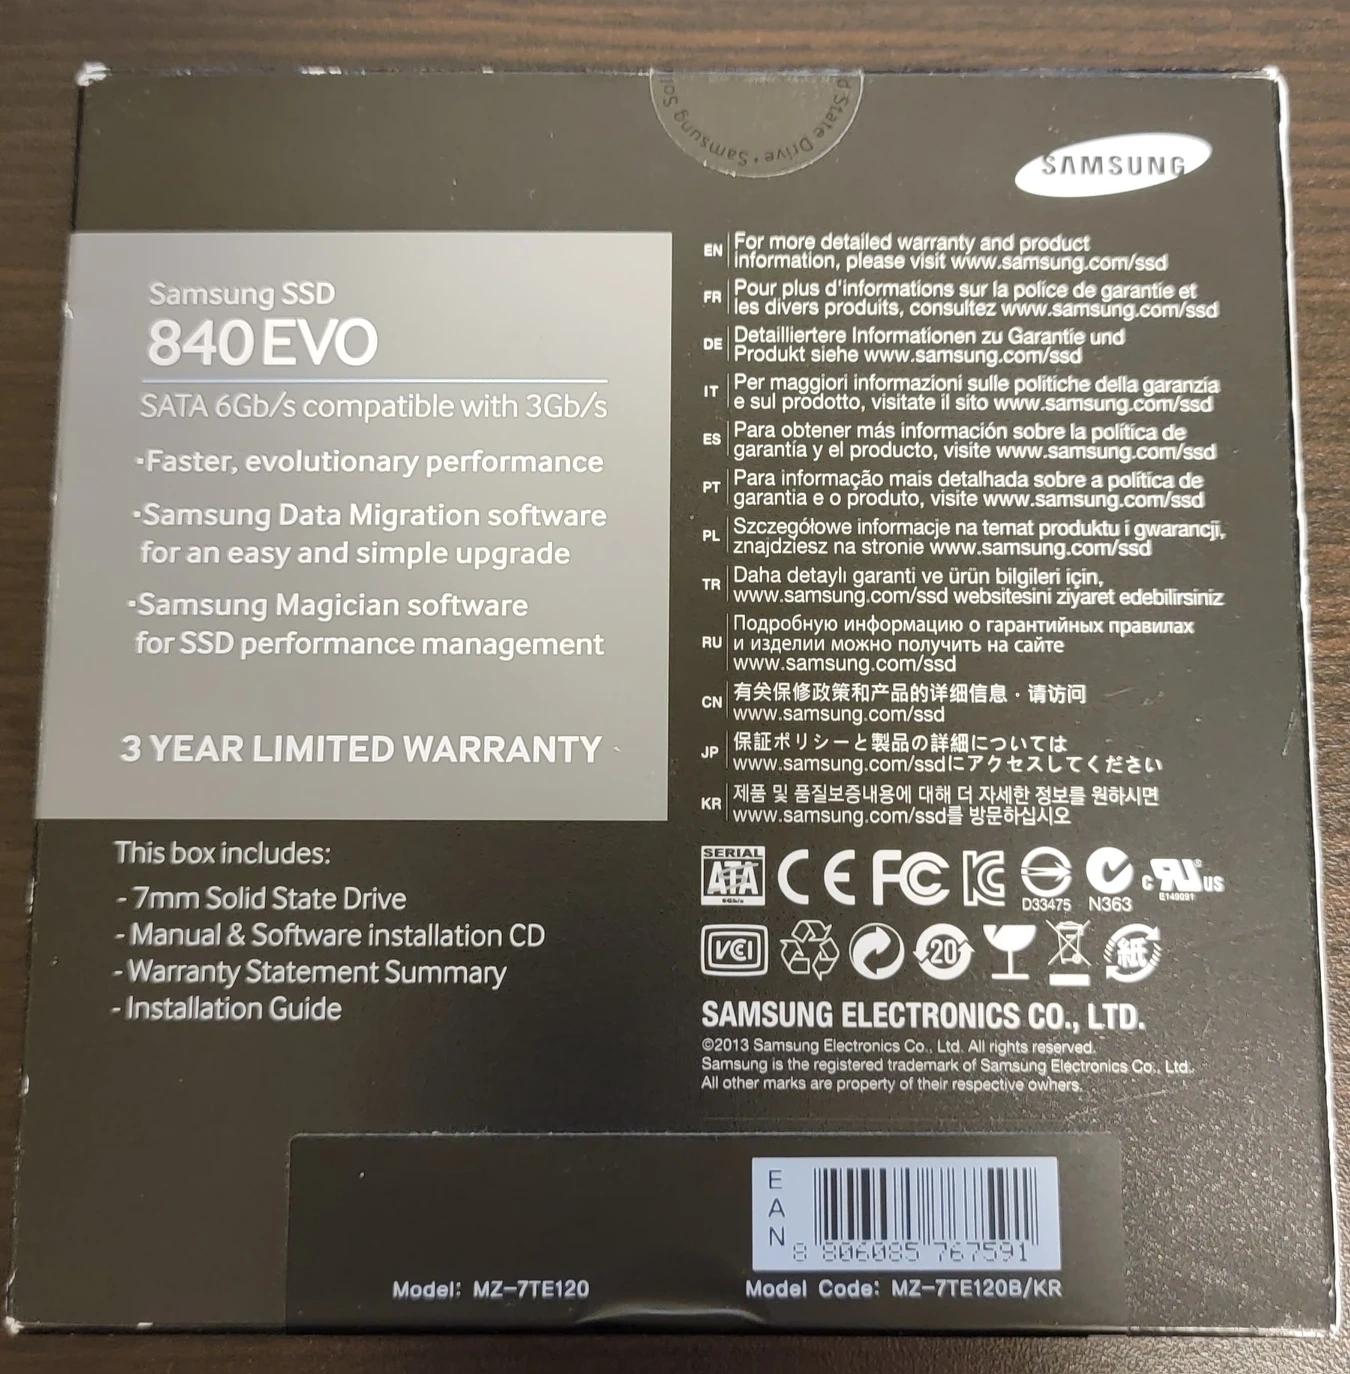 Samsung Sol
d State Drive • Samsung
SAMSUNG
Samsung SSD
840 EVO
SATA 6Gb/s compatible with 3Gb/s
•Faster, evolutionary performance
•Samsung Data Migration software
for an easy and simple upgrade
•Samsung Magician software
for SSD performance management
3 YEAR LIMITED WARRANTY
This box includes:
- 7mm Solid State Drive
- Manual & Software installation CD
- Warranty Statement Summary
- Installation Guide
EN For more detailed warranty and product
information, please visit www.samsung.com/ssd
FR Pour plus d'informations sur la police de garantie et
les divers produits, consultez www.samsung.com/ssd
DE Detailliertere Informationen zu Garantie und
Produkt siehe www.samsung.com/ssd
IT Per maggiori informazioni sulle politiche della garanzia
e sul prodotto, visitate il sito www.samsung.com/ssd
ES Para obtener más información sobre la política de
garantía y el producto, visite www.samsung.com/ssd
PT Para informação mais detalhada sobre a política de
garantia e o produto, visite www.samsung.com/ssd
PL Szczegółowe informacje na temat produktu i gwarancji,
znajdziesz na stronie www.samsung.com/ssd
TR Daha detaylı garanti ve ürün bilgileri için,
www.samsung.com/ssd websitesini ziyaret edebilirsiniz
RU Подробную информацию о гарантийных правилах
и изделии можно получить на сайте
www.samsung.com/ssd
CN 有关保修政策和产品的详细信息·请访问
www.samsung.com/ssd
JP 保証ポリシーと製品の詳細については
www.samsung.com/ssdにアクセスしてください
KR 제품 및 품질보증내용에 대해 더 자세한 정보를 원하시면
www.samsung.com/ssd를 방문하십시오
SERIAL
ATA
6Gb/s
CE FC KC
D33475 N363
c RU US
E149091
VCI 20 紙
SAMSUNG ELECTRONICS CO., LTD.
©2013 Samsung Electronics Co., Ltd. All rights reserved.
Samsung is the registered trademark of Samsung Electronics Co., Ltd.
All other marks are property of their respective owners.
EAN
8 806085 767591
Model: MZ-7TE120
Model Code: MZ-7TE120B/KR